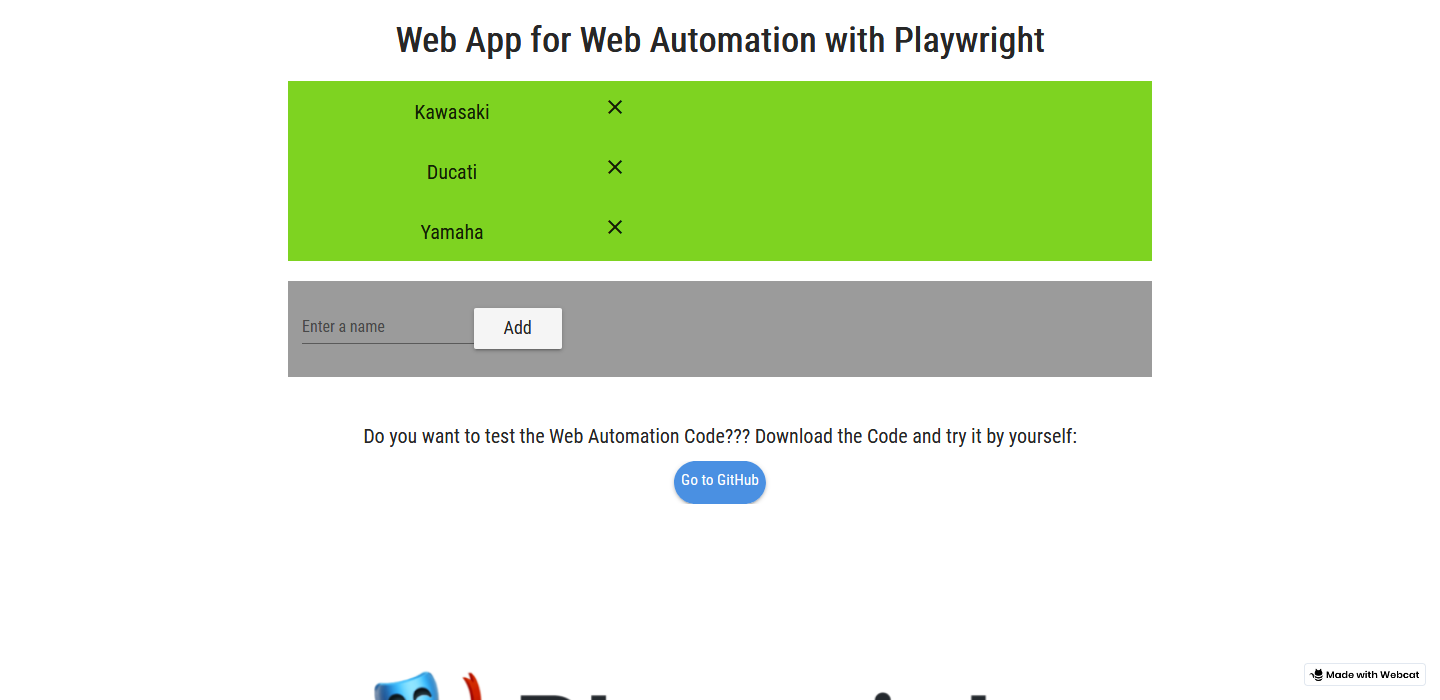 Web App for Web Automation with Playwright
Kawasaki
Ducati
Yamaha
Enter a name
Add
Do you want to test the Web Automation Code??? Download the Code and try it by yourself:
Go to GitHub
Made with Webcat